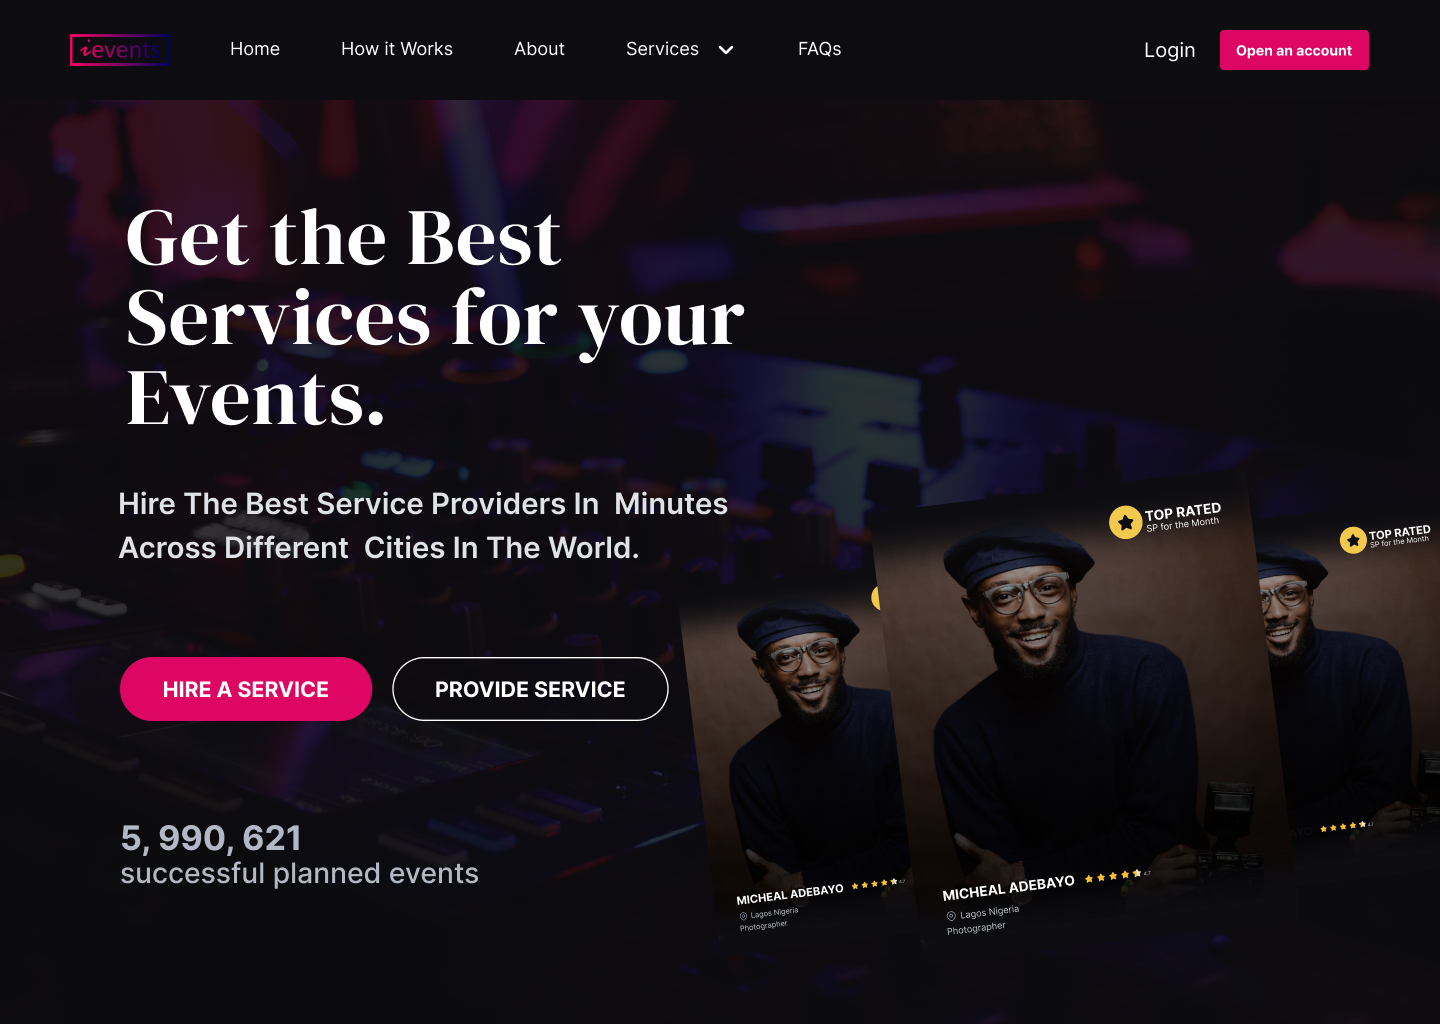 ievents
Home
How it Works
About
Services
FAQs
Login
Open an account
Get the Best
Services for your
Events.
Hire The Best Service Providers In Minutes
Across Different Cities In The World.
HIRE A SERVICE
PROVIDE SERVICE
5, 990, 621
successful planned events
MICHEAL ADEBAYO
4.7
Lagos Nigeria
Photographer
TOP RATED
SP for the Month
MICHEAL ADEBAYO
4.7
Lagos Nigeria
Photographer
TOP RATED
SP for the Month
4.7